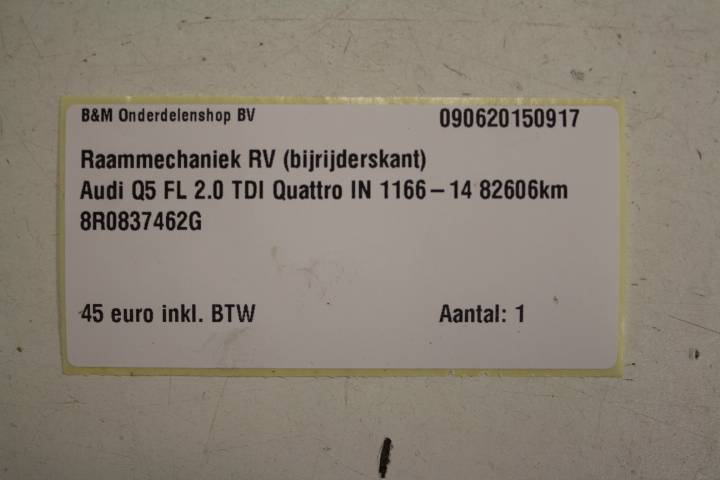 B&M Onderdelenshop BV 090620150917
Raammechaniek RV (bijrijderskant)
Audi Q5 FL 2.0 TDI Quattro IN 1166-14 82606km
8R0837462G
45 euro inkl. BTW Aantal: 1